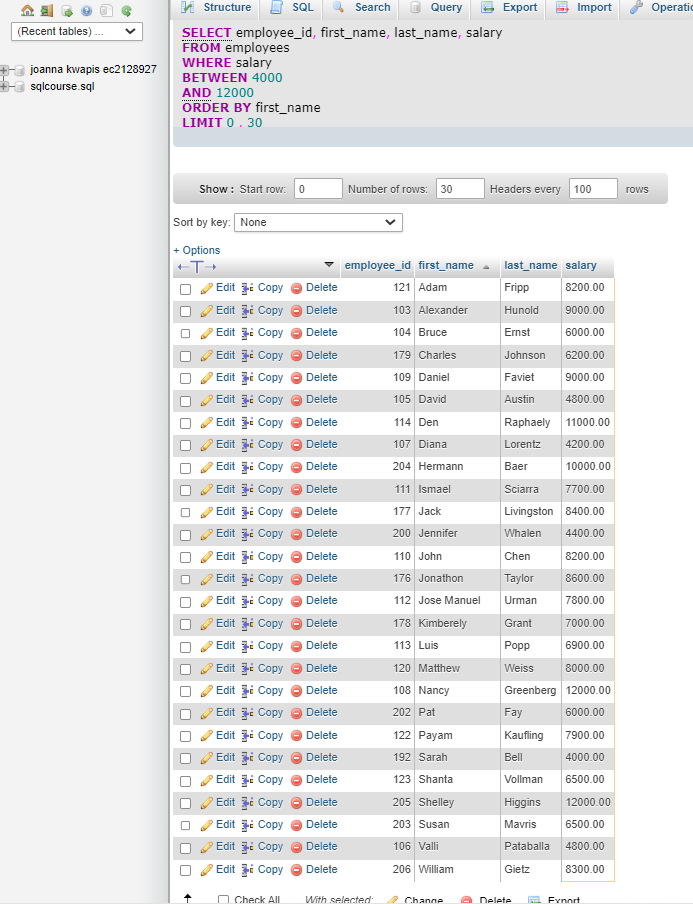 Structure SQL Search Query Export Import Operatio
(Recent tables) ...
joanna kwapis ec2128927
sqlcourse.sql
SELECT employee_id, first_name, last_name, salary
FROM employees
WHERE salary
BETWEEN 4000
AND 12000
ORDER BY first_name
LIMIT 0 , 30
Show : Start row: 0 Number of rows: 30 Headers every 100 rows
Sort by key: None
+ Options
←T→ employee_id first_name last_name salary
Edit Copy Delete 121 Adam Fripp 8200.00
Edit Copy Delete 103 Alexander Hunold 9000.00
Edit Copy Delete 104 Bruce Ernst 6000.00
Edit Copy Delete 179 Charles Johnson 6200.00
Edit Copy Delete 109 Daniel Faviet 9000.00
Edit Copy Delete 105 David Austin 4800.00
Edit Copy Delete 114 Den Raphaely 11000.00
Edit Copy Delete 107 Diana Lorentz 4200.00
Edit Copy Delete 204 Hermann Baer 10000.00
Edit Copy Delete 111 Ismael Sciarra 7700.00
Edit Copy Delete 177 Jack Livingston 8400.00
Edit Copy Delete 200 Jennifer Whalen 4400.00
Edit Copy Delete 110 John Chen 8200.00
Edit Copy Delete 176 Jonathon Taylor 8600.00
Edit Copy Delete 112 Jose Manuel Urman 7800.00
Edit Copy Delete 178 Kimberely Grant 7000.00
Edit Copy Delete 113 Luis Popp 6900.00
Edit Copy Delete 120 Matthew Weiss 8000.00
Edit Copy Delete 108 Nancy Greenberg 12000.00
Edit Copy Delete 202 Pat Fay 6000.00
Edit Copy Delete 122 Payam Kaufling 7900.00
Edit Copy Delete 192 Sarah Bell 4000.00
Edit Copy Delete 123 Shanta Vollman 6500.00
Edit Copy Delete 205 Shelley Higgins 12000.00
Edit Copy Delete 203 Susan Mavris 6500.00
Edit Copy Delete 106 Valli Pataballa 4800.00
Edit Copy Delete 206 William Gietz 8300.00
Check All With selected: Change Delete Export